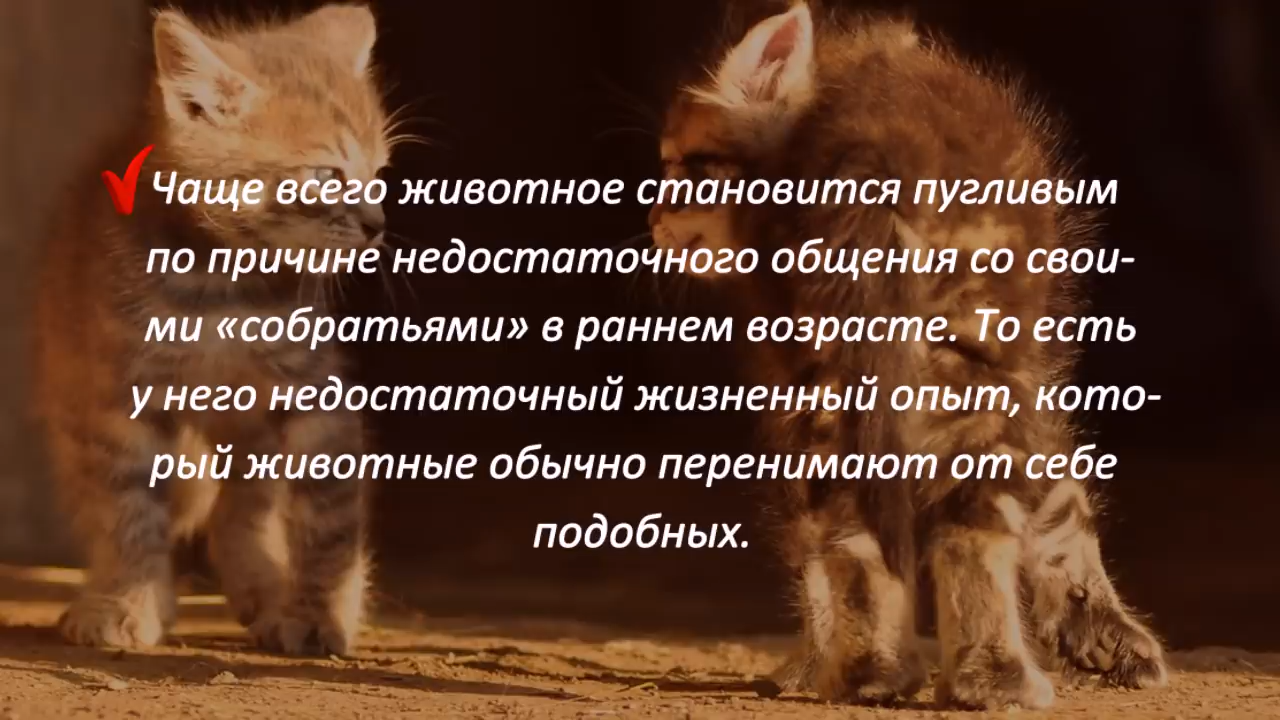 Чаще всего животное становится пугливым
по причине недостаточного общения со свои-
ми «собратьями» в раннем возрасте. То есть
у него недостаточный жизненный опыт, кото-
рый животные обычно перенимают от себе
подобных.